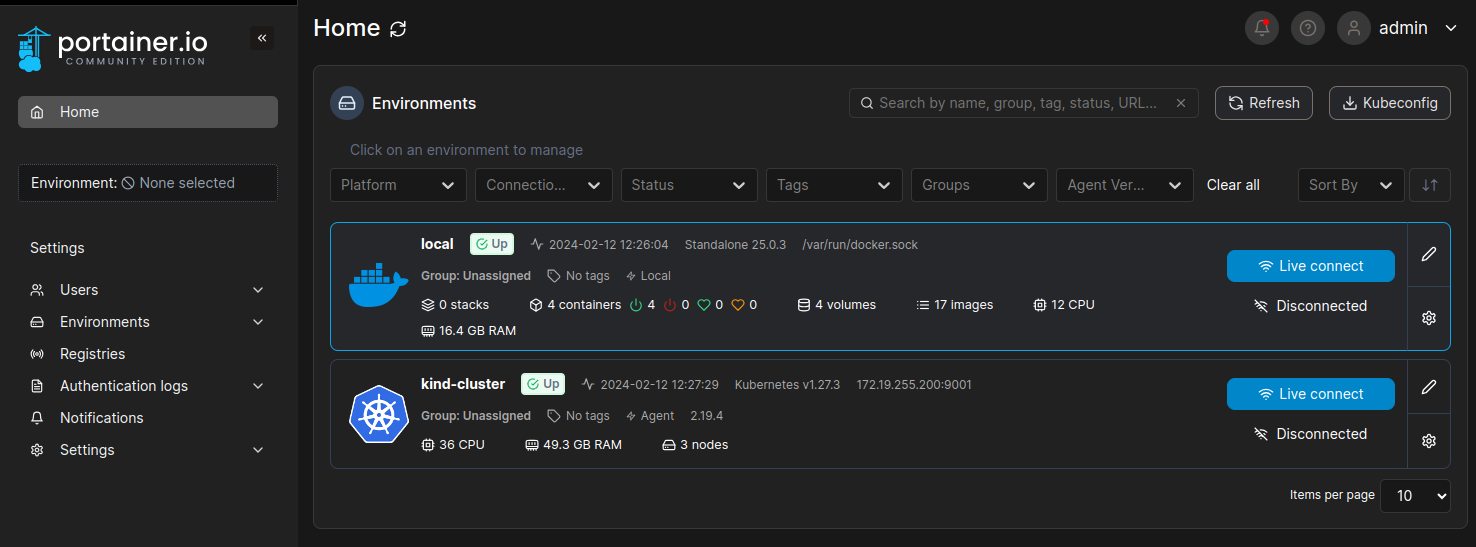 portainer.io
COMMUNITY EDITION
Home
Environment: None selected
Settings
Users
Environments
Registries
Authentication logs
Notifications
Settings
Home
admin
Environments
Search by name, group, tag, status, URL...
Refresh
Kubeconfig
Click on an environment to manage
Platform
Connectio...
Status
Tags
Groups
Agent Ver...
Clear all
Sort By
local Up 2024-02-12 12:26:04 Standalone 25.0.3 /var/run/docker.sock
Group: Unassigned No tags Local
0 stacks 4 containers 4 0 0 0 4 volumes 17 images 12 CPU
16.4 GB RAM
Live connect
Disconnected
kind-cluster Up 2024-02-12 12:27:29 Kubernetes v1.27.3 172.19.255.200:9001
Group: Unassigned No tags Agent 2.19.4
36 CPU 49.3 GB RAM 3 nodes
Live connect
Disconnected
Items per page 10